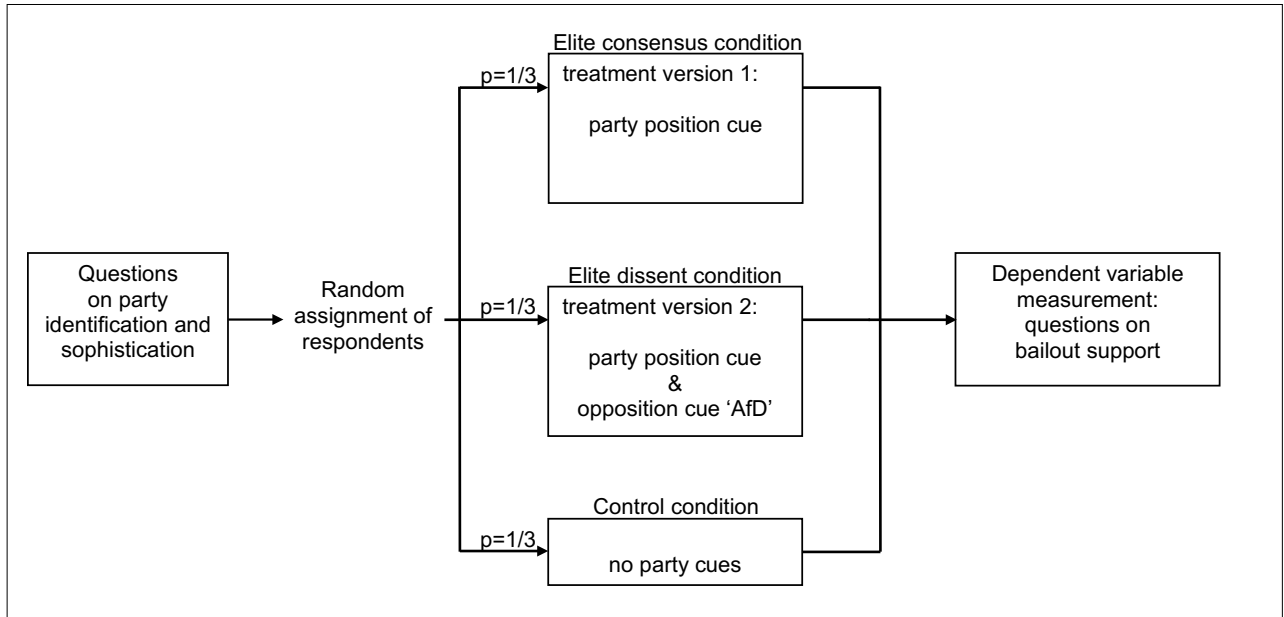 Questions
on party
identification and
sophistication
Random
assignment of
respondents
p=1/3
Elite consensus condition
treatment version 1:
party position cue
p=1/3
Elite dissent condition
treatment version 2:
party position cue
&
opposition cue ‘AfD’
p=1/3
Control condition
no party cues
Dependent variable
measurement:
questions on
bailout support